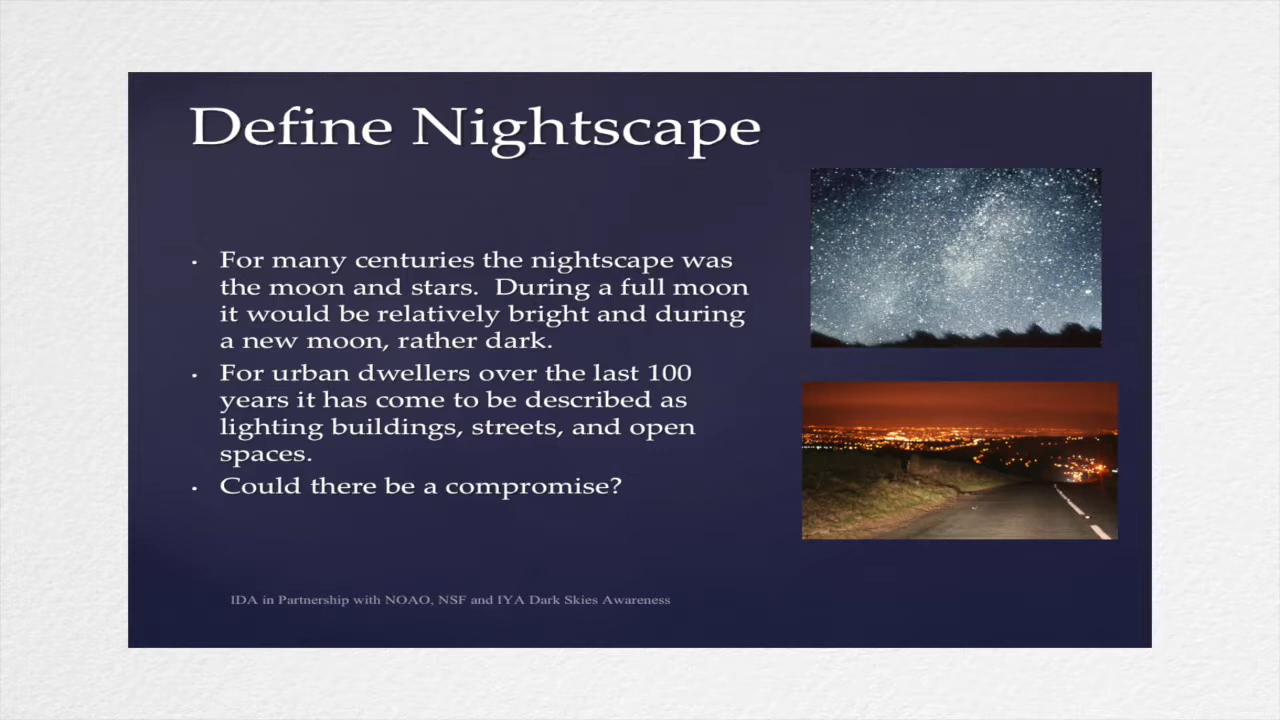 Define Nightscape
• For many centuries the nightscape was
the moon and stars.  During a full moon
it would be relatively bright and during
a new moon, rather dark.
• For urban dwellers over the last 100
years it has come to be described as
lighting buildings, streets, and open
spaces.
• Could there be a compromise?
IDA in Partnership with NOAO, NSF and IYA Dark Skies Awareness